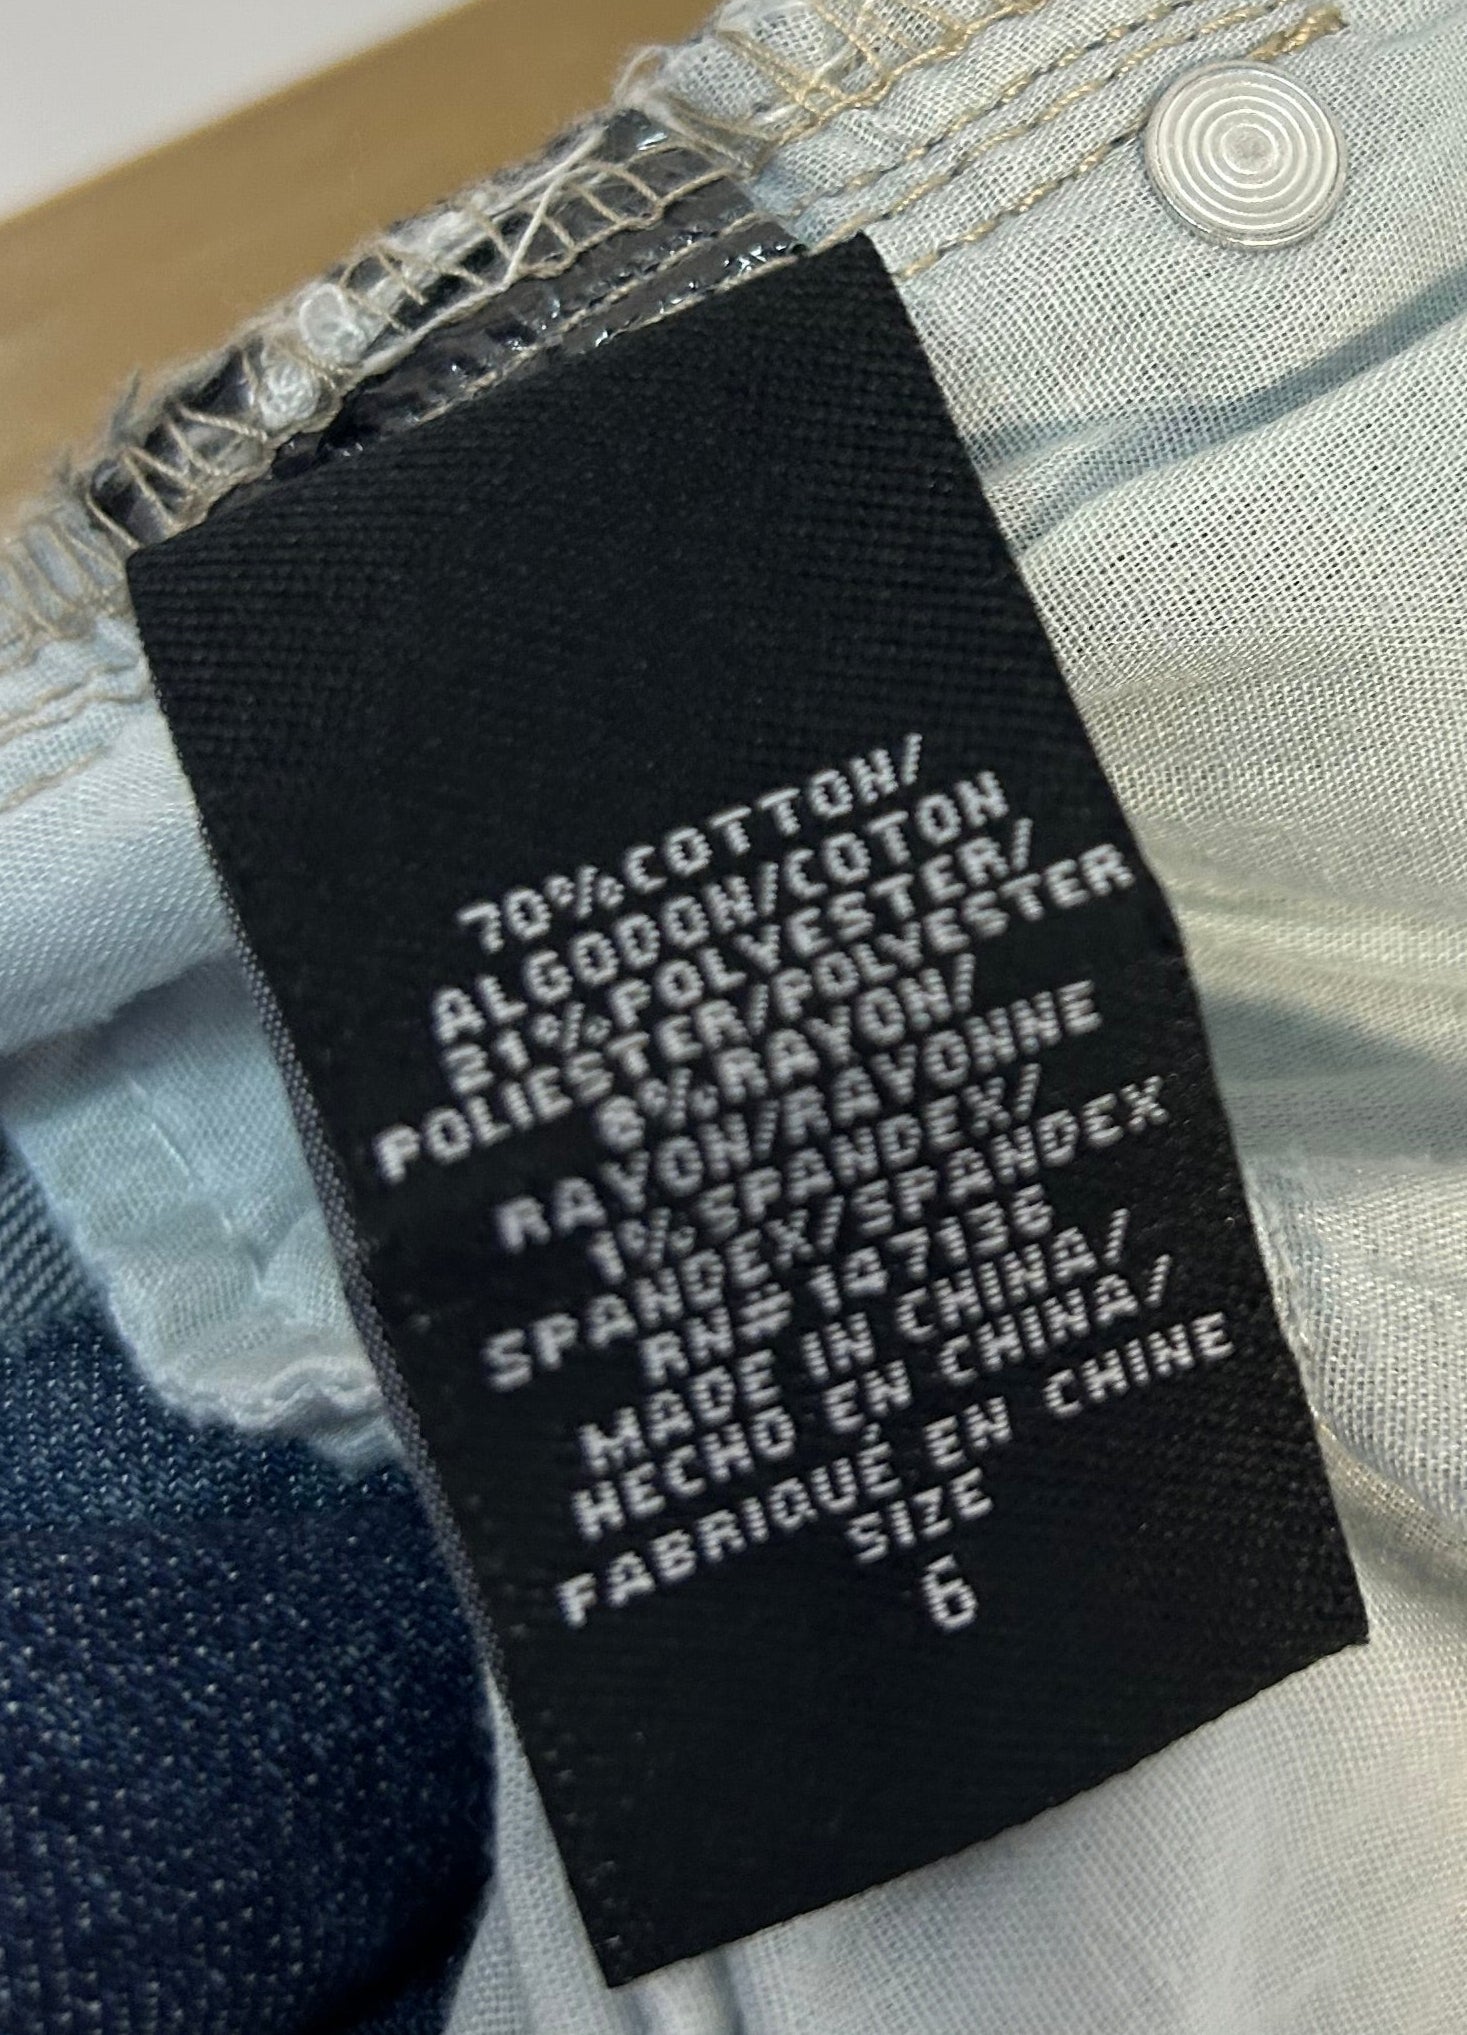 70%COTTON/
ALGODON/COTON
21%POLYESTER/
POLIESTER/POLYESTER
8%RAYON/
RAYON/RAYONNE
1%SPANDEX/
SPANDEX/SPANDEX
RN# 147136
MADE IN CHINA/
HECHO EN CHINA/
FABRIQUÉ EN CHINE
SIZE
6